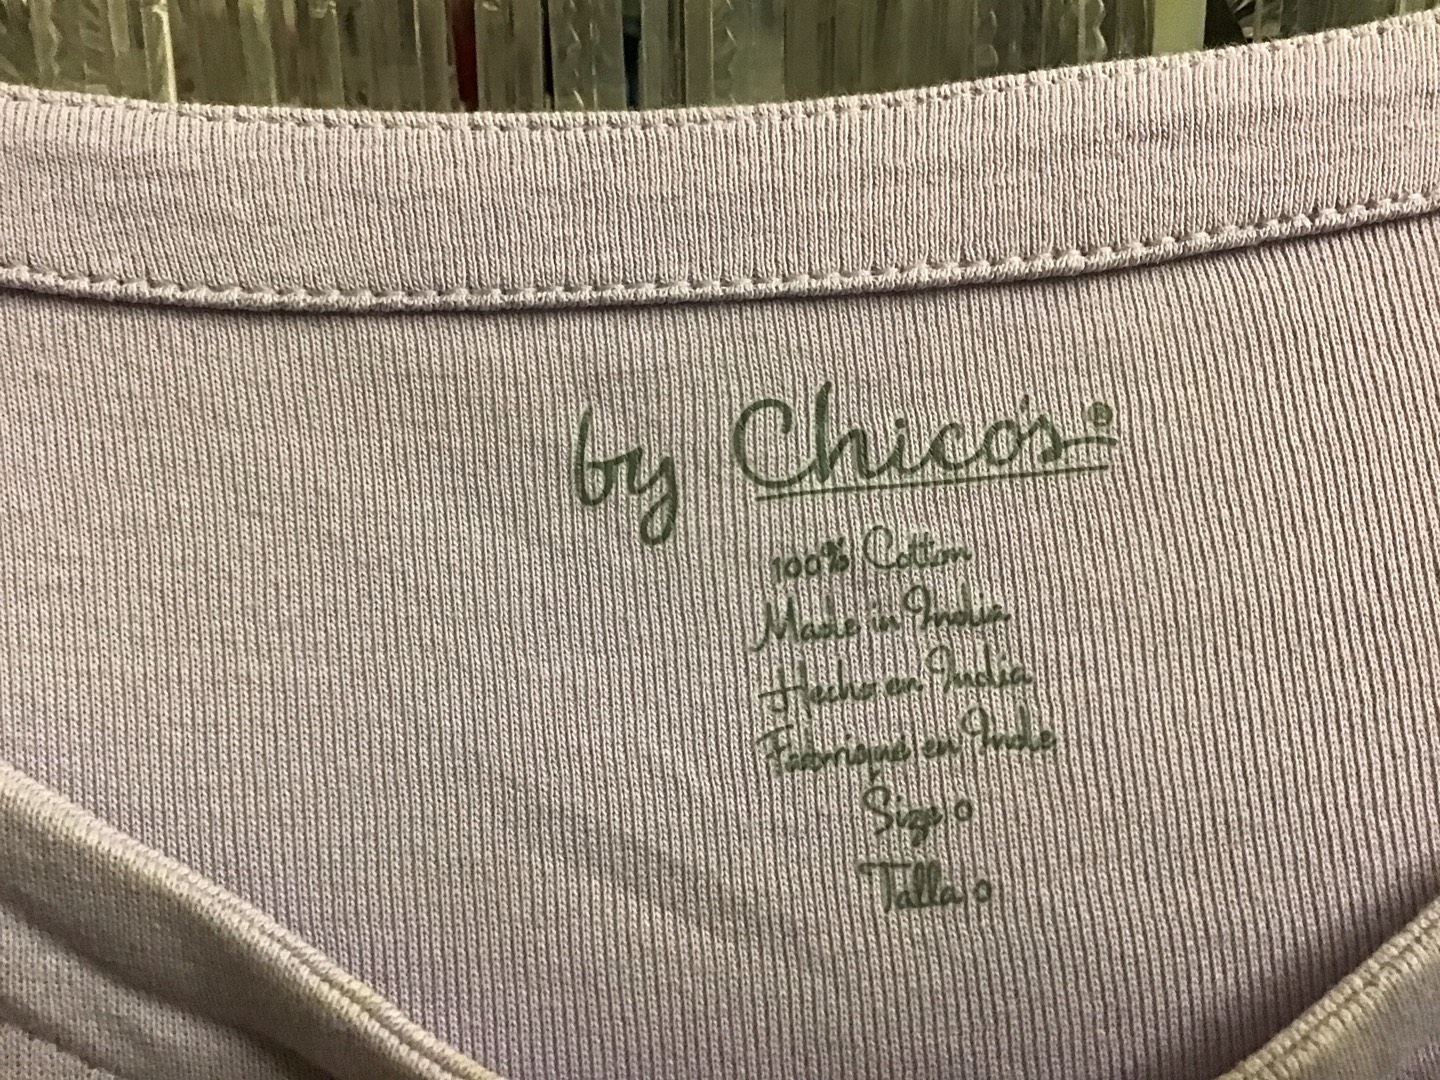 by Chico's®
100% Cotton
Made in India
Hecho en India
Fabriqué en Inde
Size 0
Talla 0